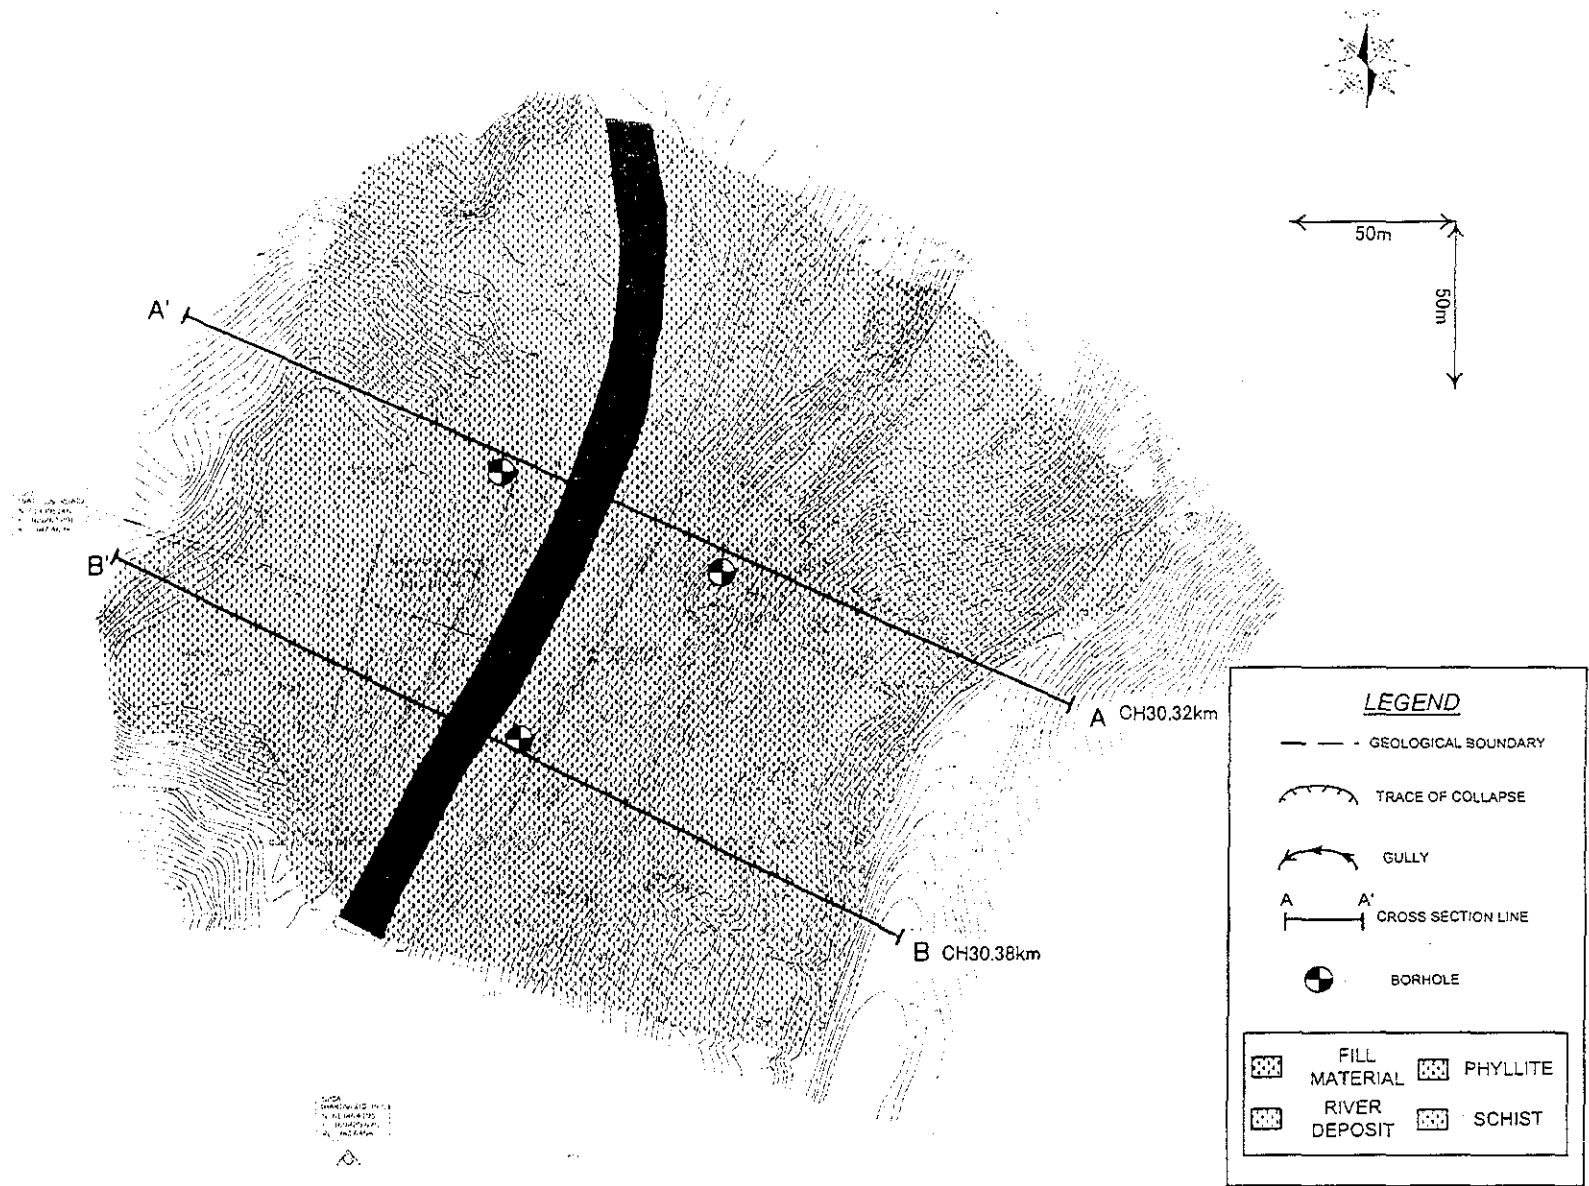 50m
50m
A'
B'
A CH30.32km
B CH30.38km
LEGEND
GEOLOGICAL BOUNDARY
TRACE OF COLLAPSE
GULLY
A A'
CROSS SECTION LINE
BORHOLE
FILL MATERIAL
PHYLLITE
RIVER DEPOSIT
SCHIST